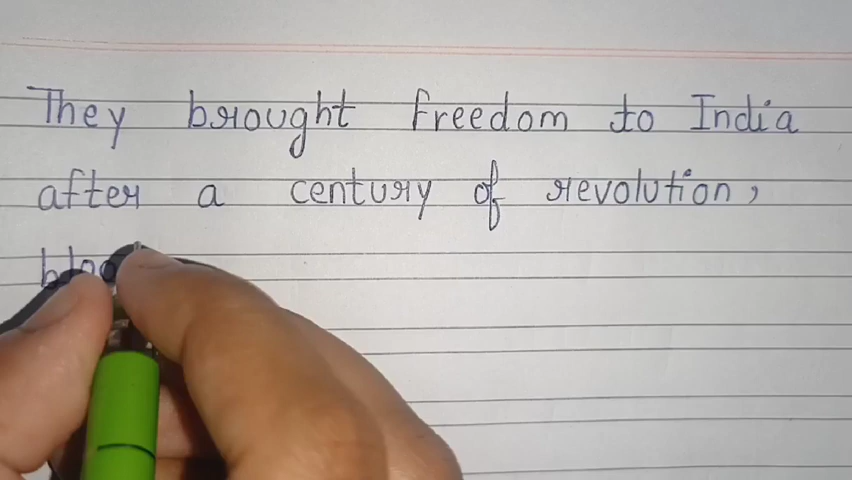 They brought freedom to India
after a century of revolution,